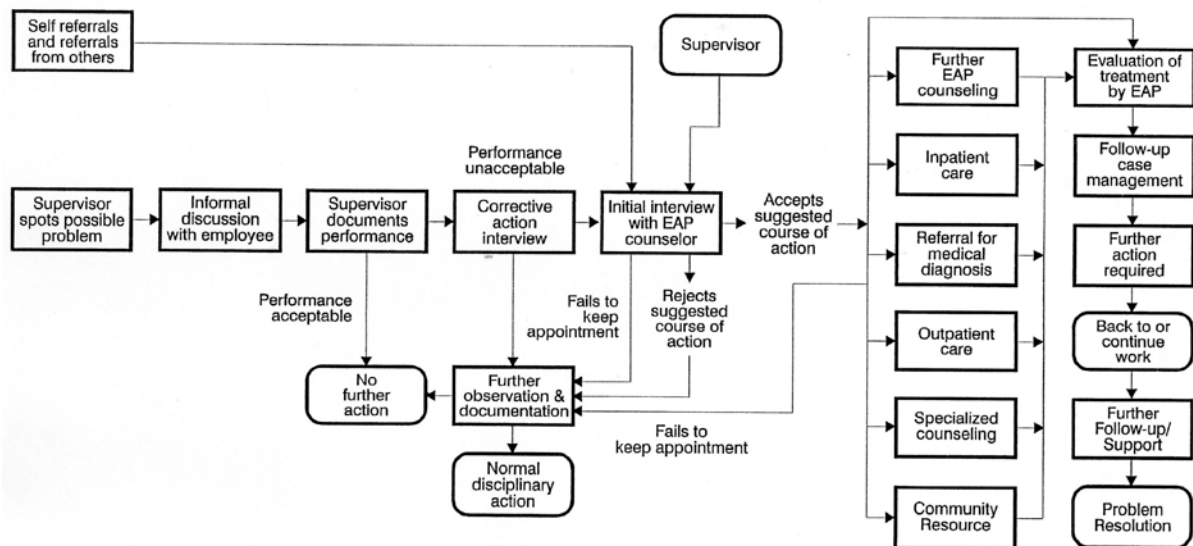 Self referrals
and referrals
from others
Supervisor
Further
EAP
counseling
Evaluation of
treatment
by EAP
Performance
unacceptable
Inpatient
care
Follow-up
case
management
Supervisor
spots possible
problem
Informal
discussion
with employee
Supervisor
documents
performance
Corrective
action
interview
Initial interview
with EAP
counselor
Accepts
suggested
course of
action
Referral for
medical
diagnosis
Further
action
required
Performance
acceptable
Fails to
keep
appointment
Rejects
suggested
course of
action
Outpatient
care
Back to or
continue
work
No
further
action
Further
observation &
documentation
Fails to
keep appointment
Specialized
counseling
Further
Follow-up/
Support
Normal
disciplinary
action
Community
Resource
Problem
Resolution